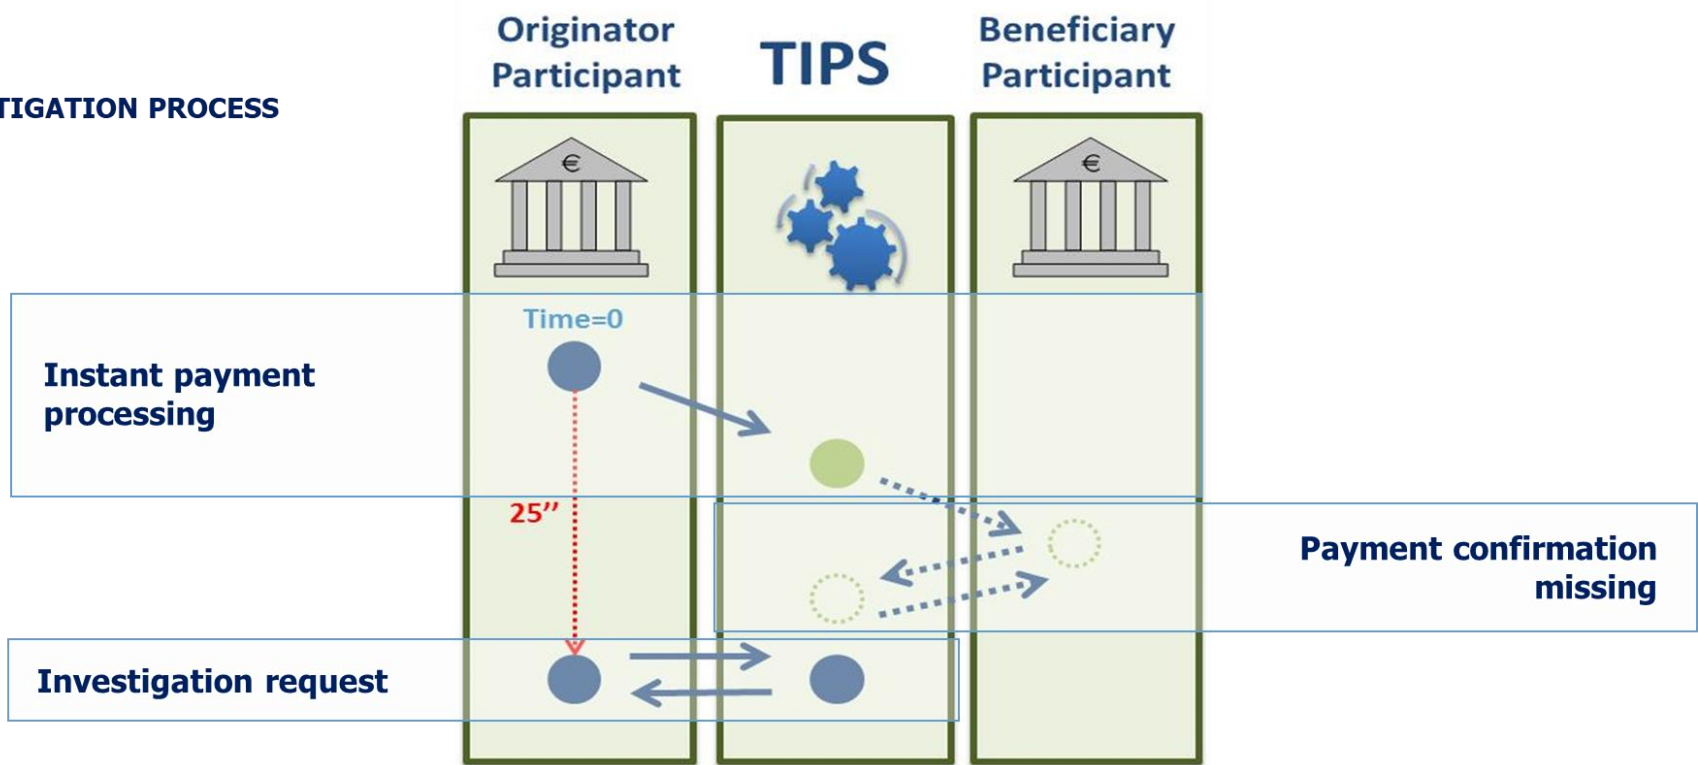 Originator
Participant
TIPS
Beneficiary
Participant
TIGATION PROCESS
€
€
Time=0
Instant payment
processing
25’’
Payment confirmation
missing
Investigation request